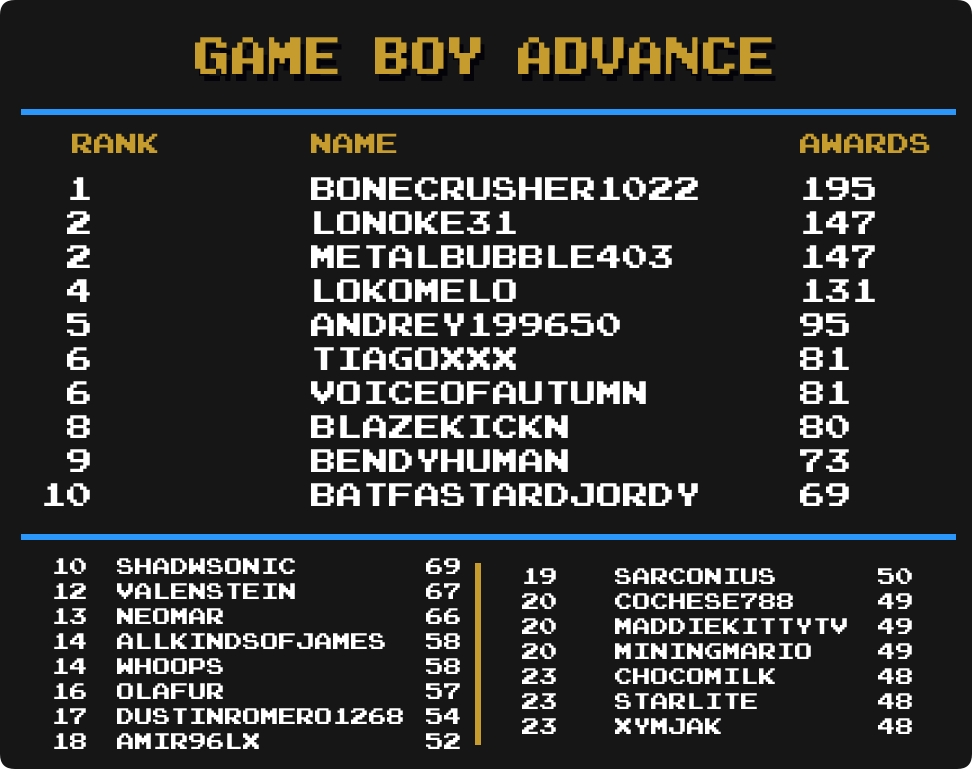 GAME BOY ADVANCE
RANK NAME AWARDS
1 BONECRUSHER1022 195
2 LONOKE31 147
2 METALBUBBLE403 147
4 LOKOMELO 131
5 ANDREY199650 95
6 TIAGOXXX 81
6 VOICEOFAUTUMN 81
8 BLAZEKICKN 80
9 BENDYHUMAN 73
10 BATFASTARDJORDY 69
10 SHADWSONIC 69
12 VALENSTEIN 67
13 NEOMAR 66
14 ALLKINDSOFJAMES 58
14 WHOOPS 58
16 OLAFUR 57
17 DUSTINROMERO1268 54
18 AMIR96LX 52
19 SARCONIUS 50
20 COCHESE788 49
20 MADDIEKITTYTV 49
20 MININGMARIO 49
23 CHOCOMILK 48
23 STARLITE 48
23 XYMJAK 48